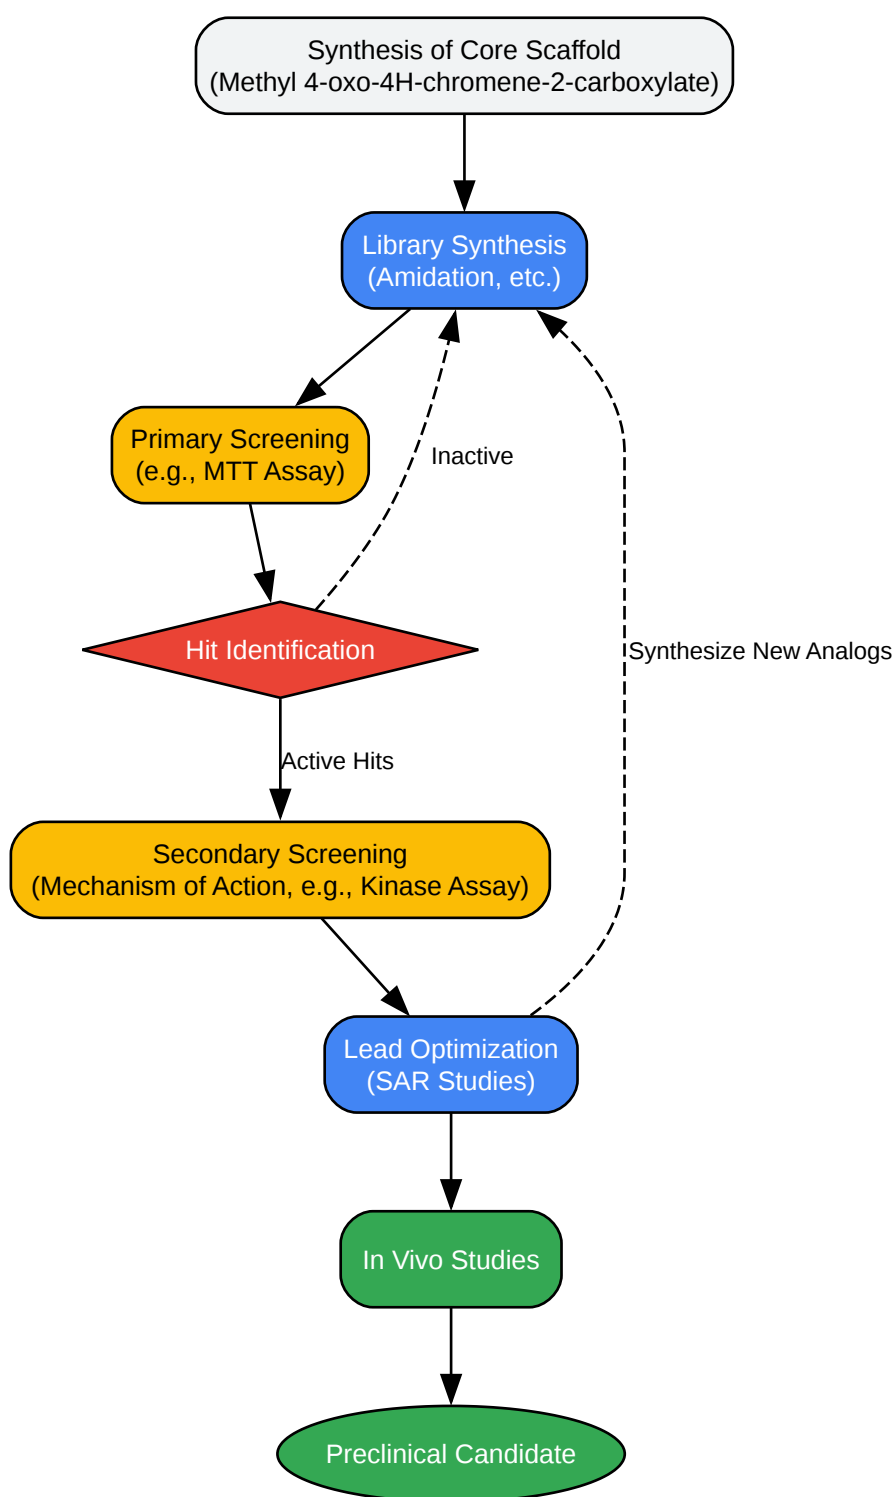 Synthesis of Core Scaffold
(Methyl 4-oxo-4H-chromene-2-carboxylate)
Library Synthesis
(Amidation, etc.)
Primary Screening
(e.g., MTT Assay)
Inactive
Hit Identification
Synthesize New Analogs
Active Hits
Secondary Screening
(Mechanism of Action, e.g., Kinase Assay)
Lead Optimization
(SAR Studies)
In Vivo Studies
Preclinical Candidate